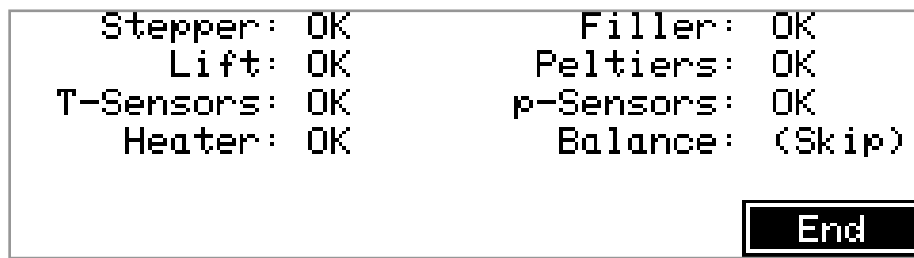 Stepper: OK Filler: OK
Lift: OK Peltiers: OK
T-Sensors: OK p-Sensors: OK
Heater: OK Balance: (Skip)
End